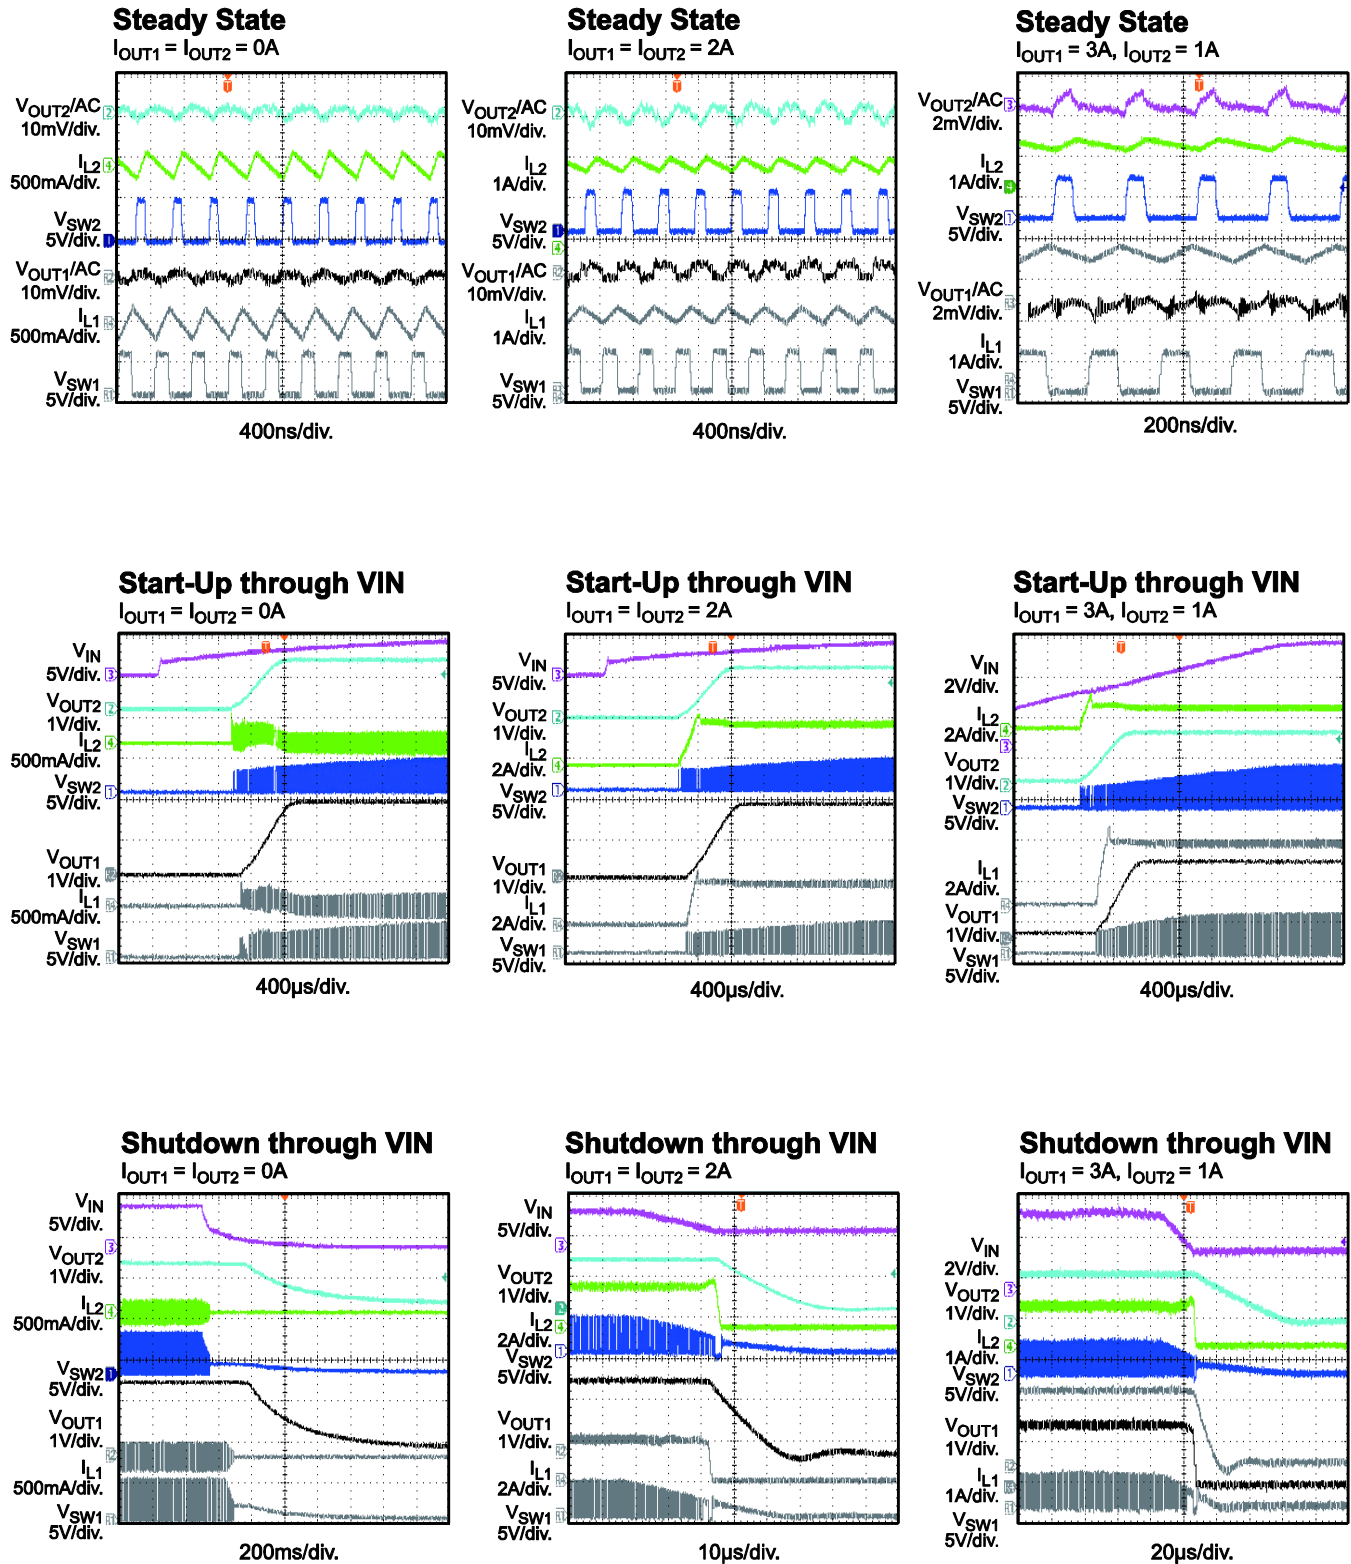 Steady State
IOUT1 = IOUT2 = 0A
VOUT2/AC
10mV/div.
IL2
500mA/div.
VSW2
5V/div.
VOUT1/AC
10mV/div.
IL1
500mA/div.
VSW1
5V/div.
400ns/div.
Steady State
IOUT1 = IOUT2 = 2A
VOUT2/AC
10mV/div.
IL2
1A/div.
VSW2
5V/div.
VOUT1/AC
10mV/div.
IL1
1A/div.
VSW1
5V/div.
400ns/div.
Steady State
IOUT1 = 3A, IOUT2 = 1A
VOUT2/AC
2mV/div.
IL2
1A/div.
VSW2
5V/div.
VOUT1/AC
2mV/div.
IL1
1A/div.
VSW1
5V/div.
200ns/div.
Start-Up through VIN
IOUT1 = IOUT2 = 0A
VIN
5V/div.
VOUT2
1V/div.
IL2
500mA/div.
VSW2
5V/div.
VOUT1
1V/div.
IL1
500mA/div.
VSW1
5V/div.
400µs/div.
Start-Up through VIN
IOUT1 = IOUT2 = 2A
VIN
5V/div.
VOUT2
1V/div.
IL2
2A/div.
VSW2
5V/div.
VOUT1
1V/div.
IL1
2A/div.
VSW1
5V/div.
400µs/div.
Start-Up through VIN
IOUT1 = 3A, IOUT2 = 1A
VIN
2V/div.
IL2
2A/div.
VOUT2
1V/div.
VSW2
5V/div.
IL1
2A/div.
VOUT1
1V/div.
VSW1
5V/div.
400µs/div.
Shutdown through VIN
IOUT1 = IOUT2 = 0A
VIN
5V/div.
VOUT2
1V/div.
IL2
500mA/div.
VSW2
5V/div.
VOUT1
1V/div.
IL1
500mA/div.
VSW1
5V/div.
200ms/div.
Shutdown through VIN
IOUT1 = IOUT2 = 2A
VIN
5V/div.
VOUT2
1V/div.
IL2
2A/div.
VSW2
5V/div.
VOUT1
1V/div.
IL1
2A/div.
VSW1
5V/div.
10µs/div.
Shutdown through VIN
IOUT1 = 3A, IOUT2 = 1A
VIN
2V/div.
VOUT2
1V/div.
IL2
1A/div.
VSW2
5V/div.
VOUT1
1V/div.
IL1
1A/div.
VSW1
5V/div.
20µs/div.